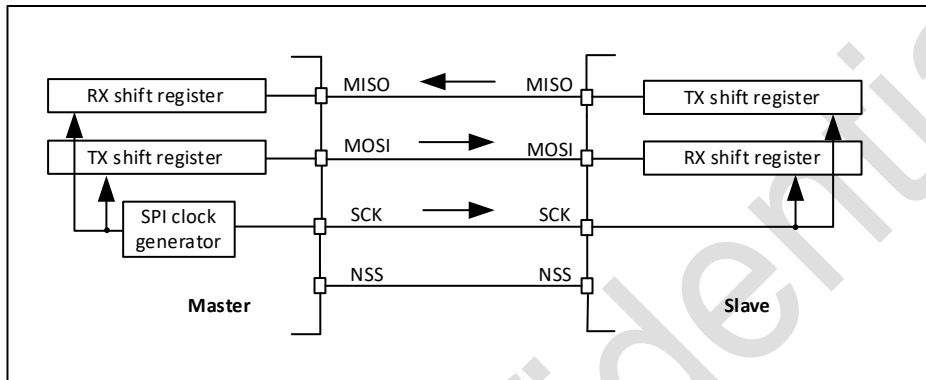 MISO MISO
RX shift register TX shift register
MOSI MOSI
TX shift register RX shift register
SCK SCK
SPI clock
generator
NSS NSS
Master Slave